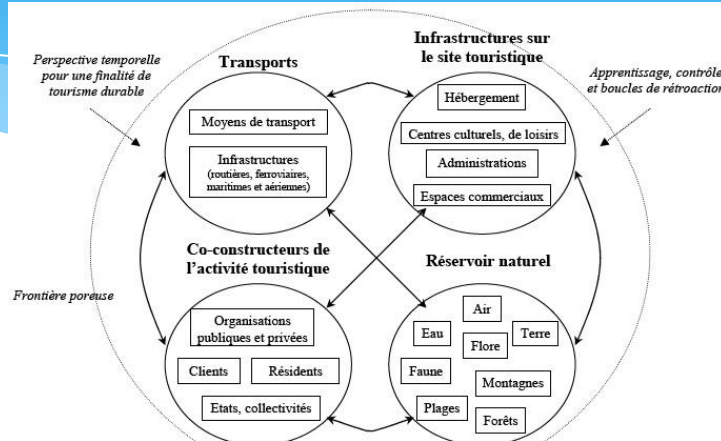 Perspective temporelle
pour une finalité de
tourisme durable
Transports
Infrastructures sur
le site touristique
Apprentissage, contrôle
et boucles de rétroaction
Moyens de transport
Infrastructures
(routières, ferroviaires,
maritimes et aériennes)
Hébergement
Centres culturels, de loisirs
Administrations
Espaces commerciaux
Co-constructeurs de
l'activité touristique
Réservoir naturel
Frontière poreuse
Organisations
publiques et privées
Clients
Résidents
Etats, collectivités
Air
Eau
Terre
Flore
Faune
Montagnes
Plages
Forêts